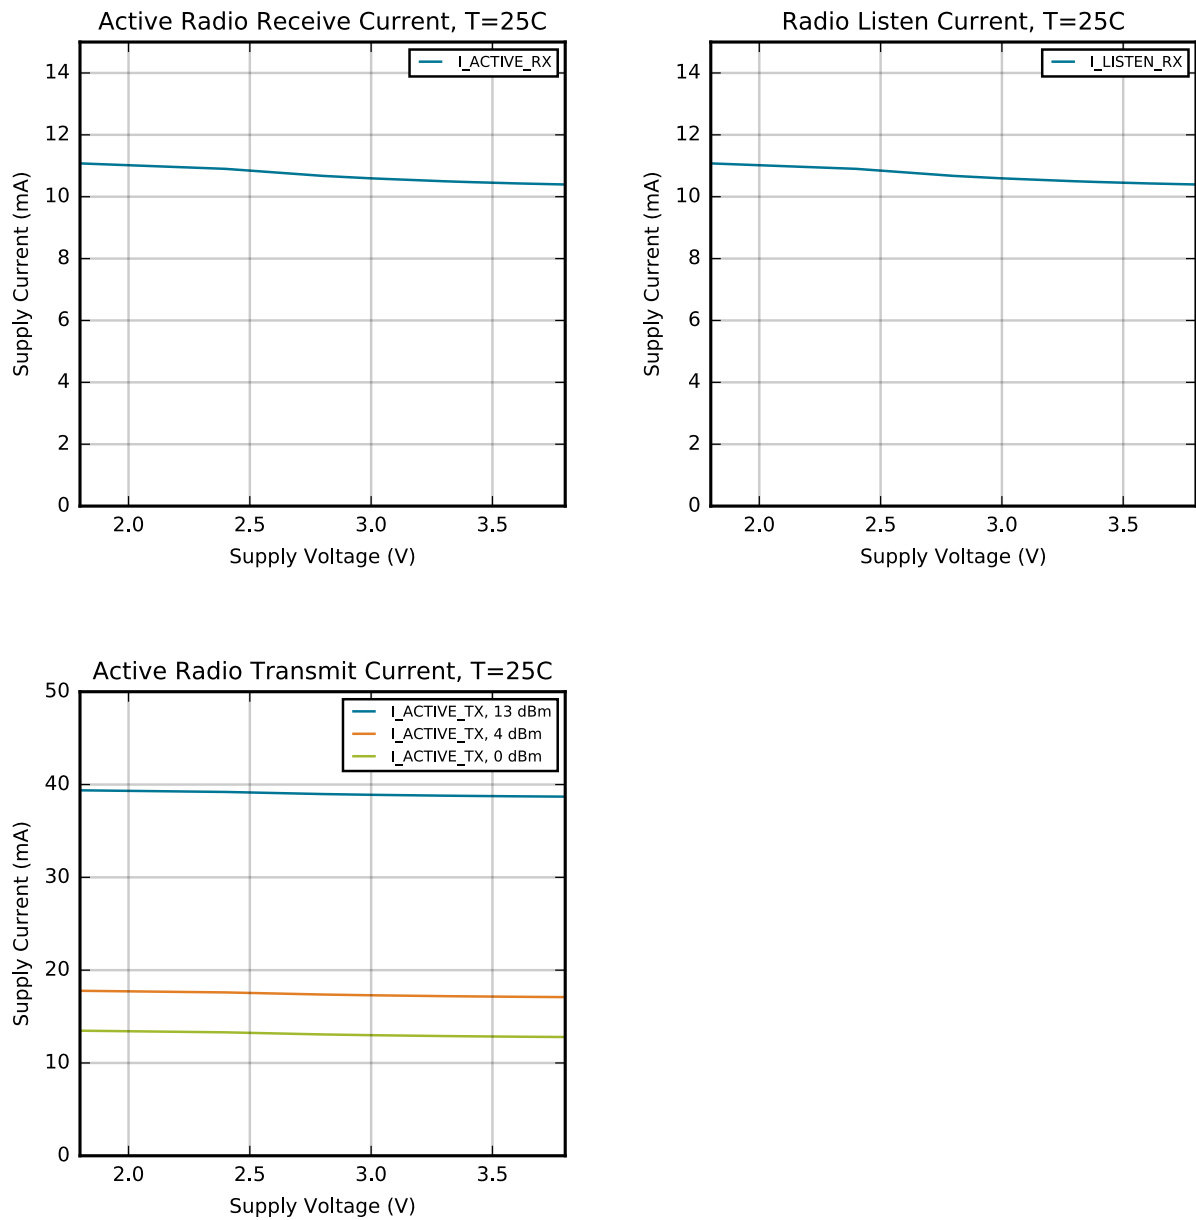 Active Radio Receive Current, T=25C
I_ACTIVE_RX
14
12
10
8
6
4
2
0
Supply Current (mA)
2.0 2.5 3.0 3.5
Supply Voltage (V)
Radio Listen Current, T=25C
I_LISTEN_RX
14
12
10
8
6
4
2
0
Supply Current (mA)
2.0 2.5 3.0 3.5
Supply Voltage (V)
Active Radio Transmit Current, T=25C
I_ACTIVE_TX, 13 dBm
I_ACTIVE_TX, 4 dBm
I_ACTIVE_TX, 0 dBm
50
40
30
20
10
0
Supply Current (mA)
2.0 2.5 3.0 3.5
Supply Voltage (V)